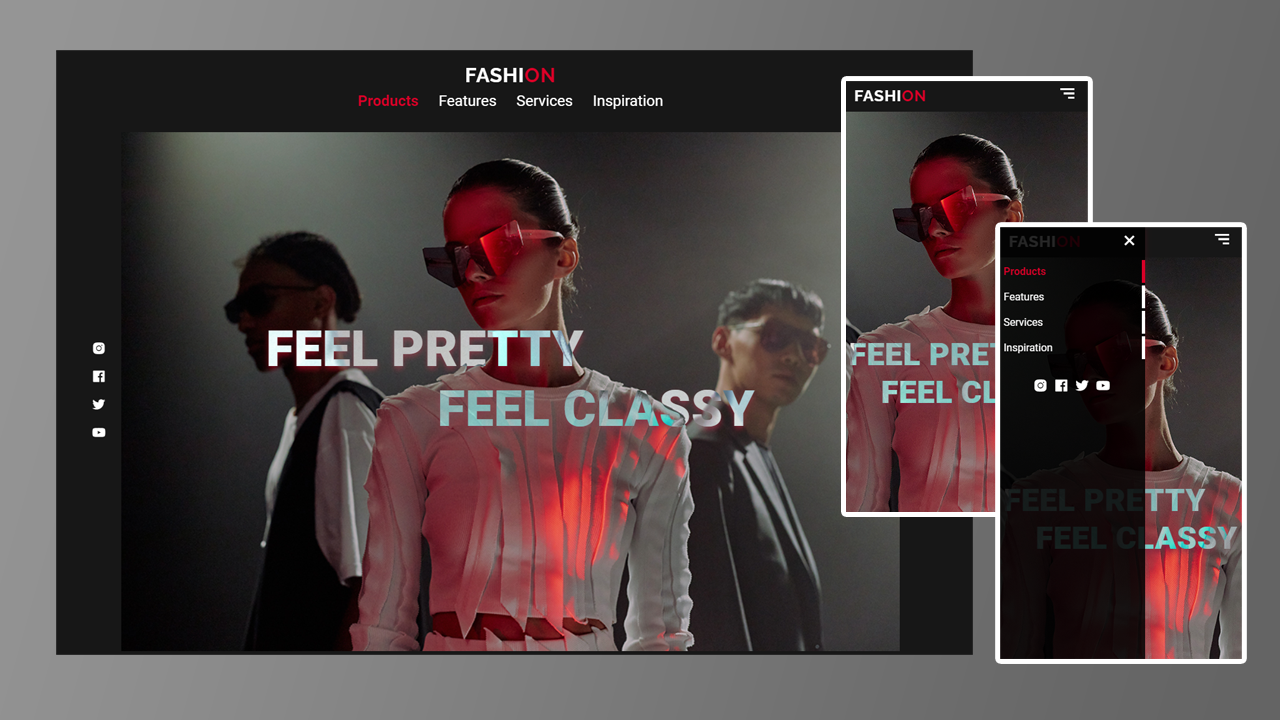 FASHION
Products Features Services Inspiration
FEEL PRETTY
FEEL CLASSY
FASHION
FEEL PRET
FEEL CL
FASHION
Products
Features
Services
Inspiration
FEEL PRETTY
FEEL CLASSY